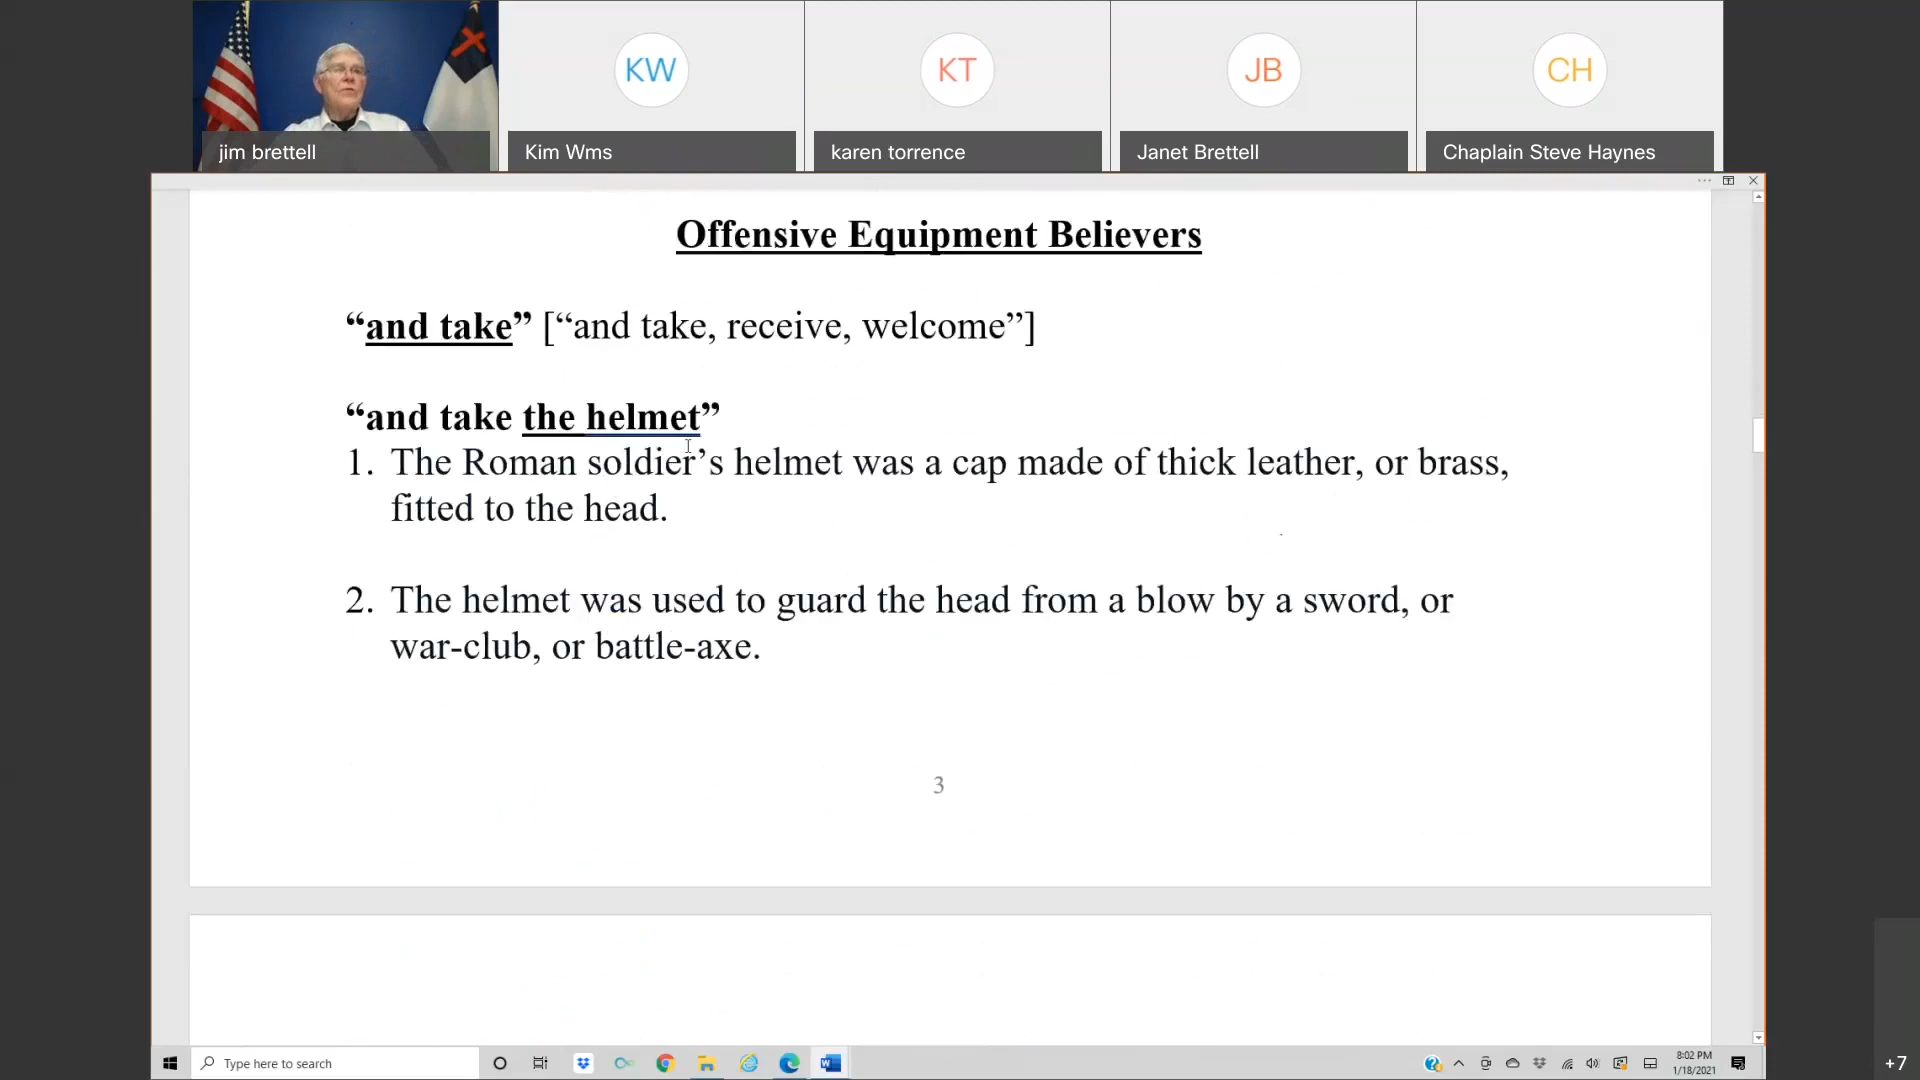 KW
KT
JB
CH
jim brettell
Kim Wms
karen torrence
Janet Brettell
Chaplain Steve Haynes
Offensive Equipment Believers
“and take” [“and take, receive, welcome”]
“and take the helmet”
1. The Roman soldier’s helmet was a cap made of thick leather, or brass,
fitted to the head.
2. The helmet was used to guard the head from a blow by a sword, or
war-club, or battle-axe.
3
Type here to search
8:02 PM
1/18/2021
+7